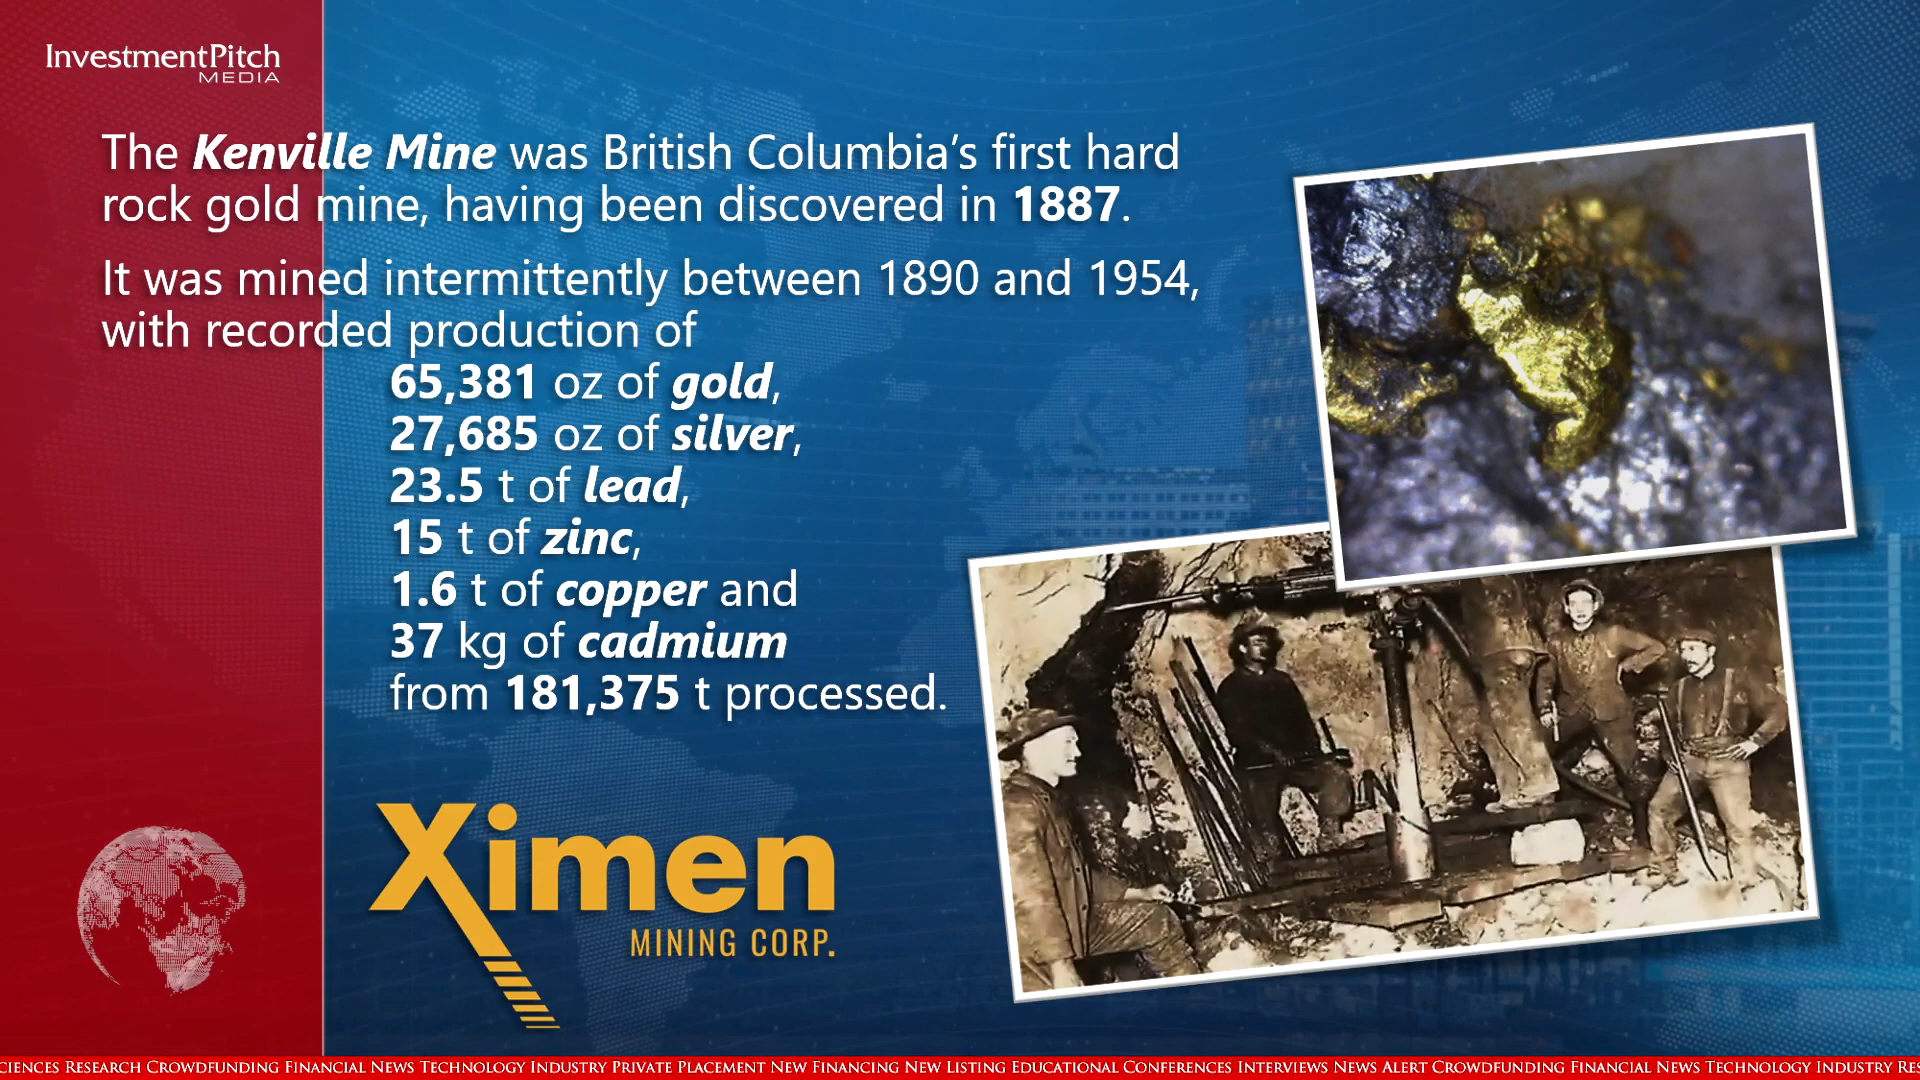 InvestmentPitch
MEDIA
The Kenville Mine was British Columbia’s first hard
rock gold mine, having been discovered in 1887.
It was mined intermittently between 1890 and 1954,
with recorded production of
65,381 oz of gold,
27,685 oz of silver,
23.5 t of lead,
15 t of zinc,
1.6 t of copper and
37 kg of cadmium
from 181,375 t processed.
Ximen
MINING CORP.
CIENCES RESEARCH CROWDFUNDING FINANCIAL NEWS TECHNOLOGY INDUSTRY PRIVATE PLACEMENT NEW FINANCING NEW LISTING EDUCATIONAL CONFERENCES INTERVIEWS NEWS ALERT CROWDFUNDING FINANCIAL NEWS TECHNOLOGY INDUSTRY RES